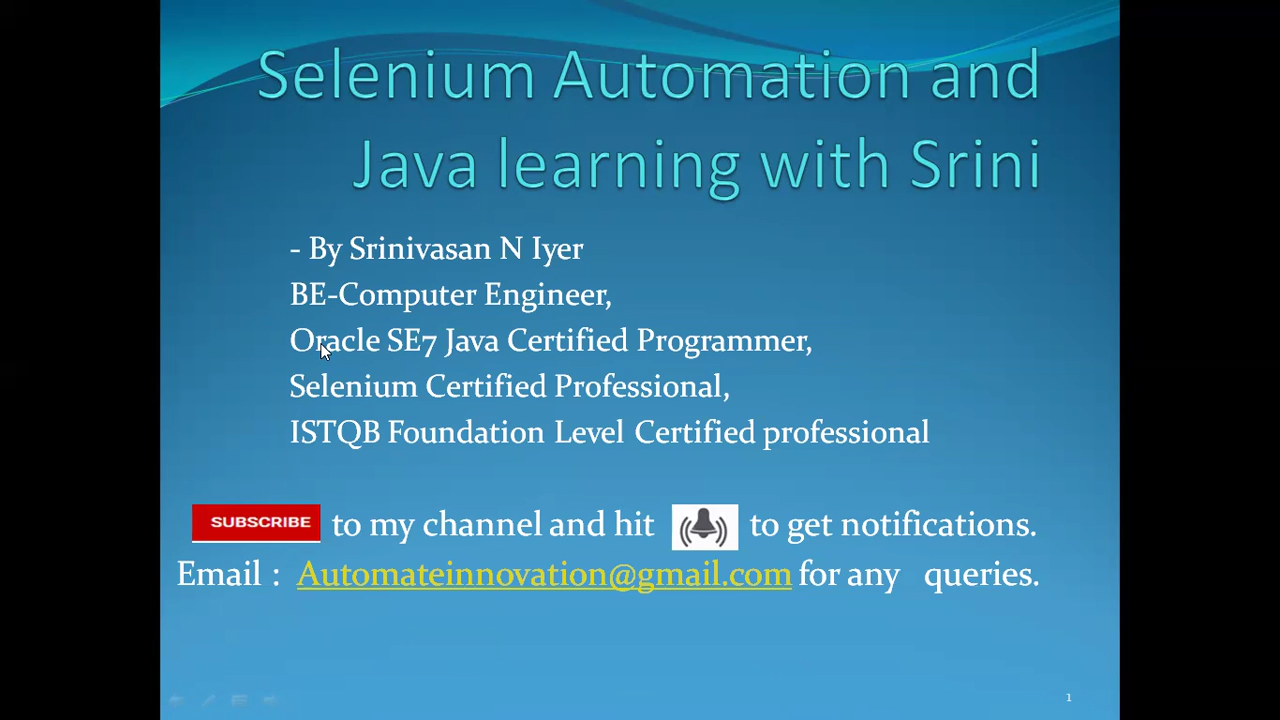 Selenium Automation and
Java learning with Srini
- By Srinivasan N Iyer
BE-Computer Engineer,
Oracle SE7 Java Certified Programmer,
Selenium Certified Professional,
ISTQB Foundation Level Certified professional
SUBSCRIBE to my channel and hit to get notifications.
Email : Automateinnovation@gmail.com for any queries.
1